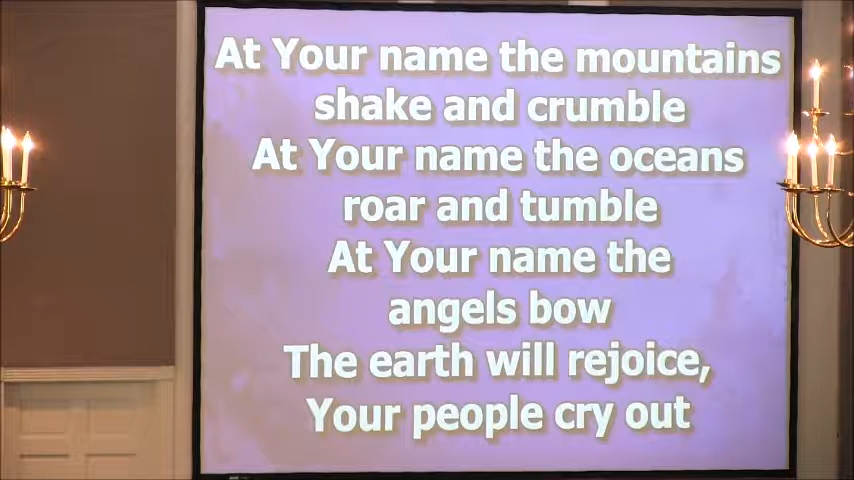 At Your name the mountains
shake and crumble
At Your name the oceans
roar and tumble
At Your name the
angels bow
The earth will rejoice,
Your people cry out